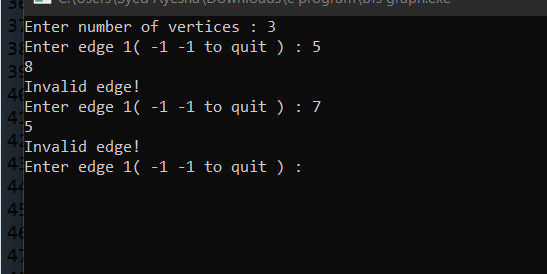 C:\Users\Syed Ayesha\Downloads\c program\bfs graph.exe
Enter number of vertices : 3
Enter edge 1( -1 -1 to quit ) : 5
8
Invalid edge!
Enter edge 1( -1 -1 to quit ) : 7
5
Invalid edge!
Enter edge 1( -1 -1 to quit ) :